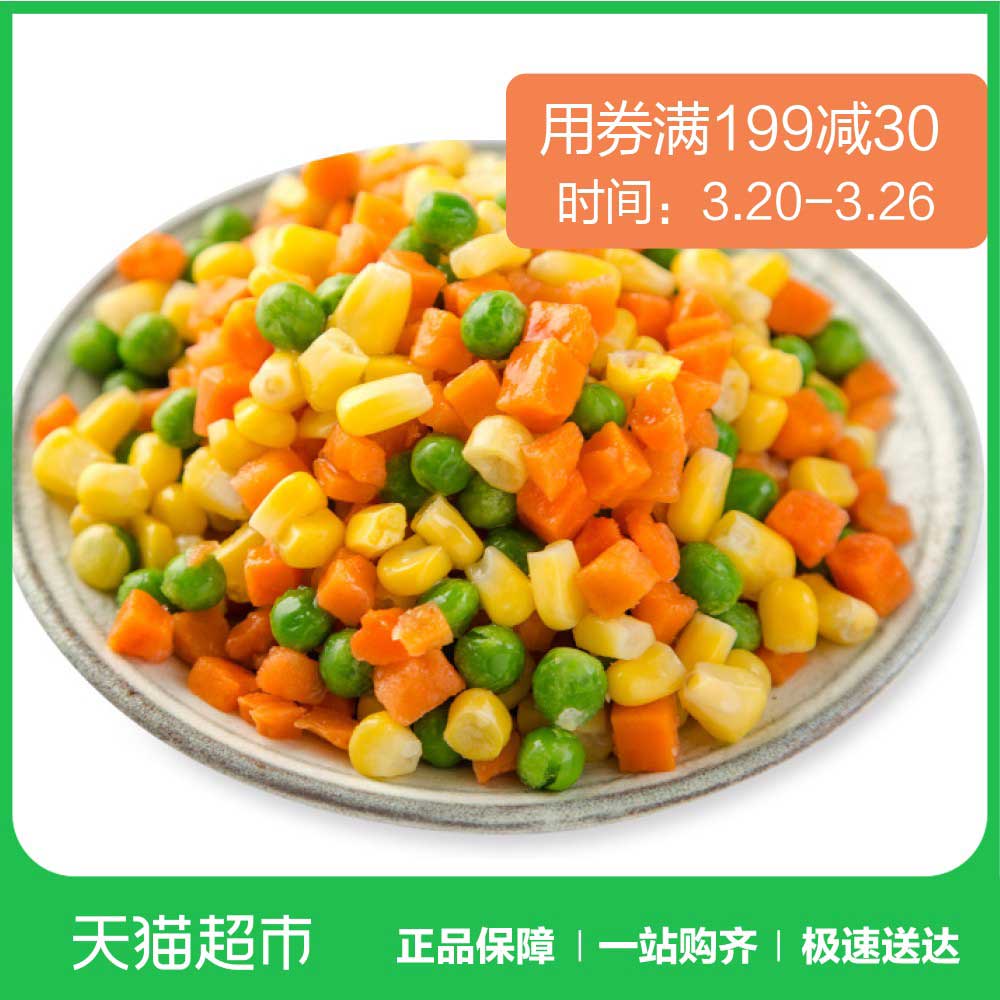 用券满199减30
时间：3.20-3.26
天猫超市
正品保障 | 一站购齐 | 极速送达